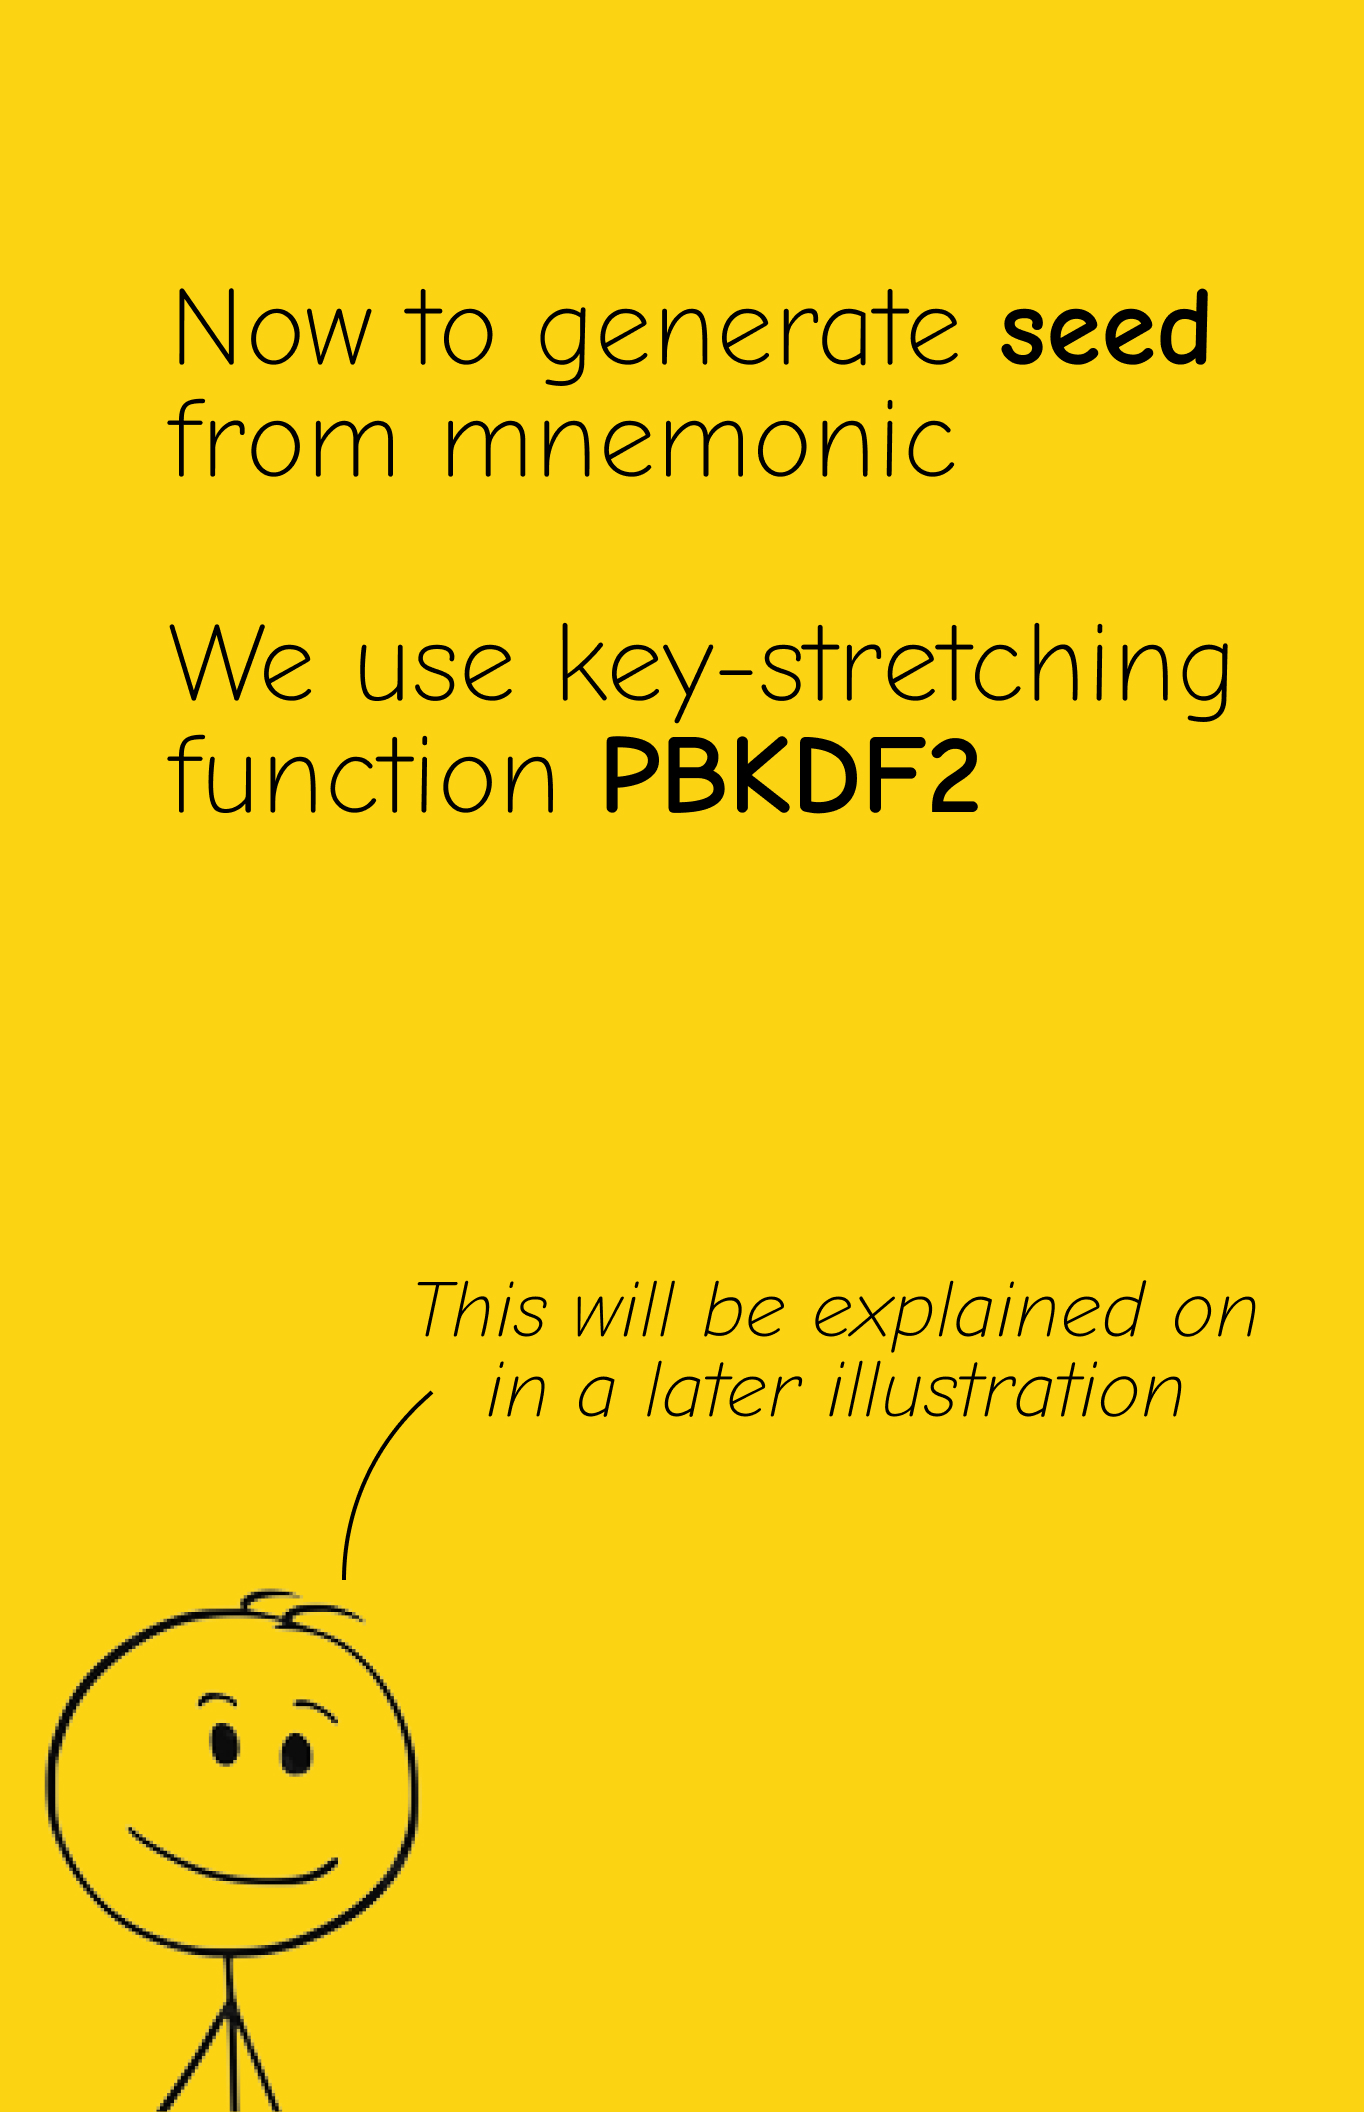 Now to generate seed
from mnemonic
We use key-stretching
function PBKDF2
This will be explained on
in a later illustration